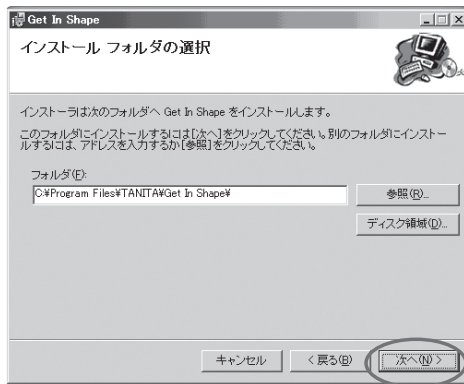 Get In Shape
インストール フォルダの選択
インストーラは次のフォルダへ Get In Shape をインストールします。
このフォルダにインストールするには[次へ]をクリックしてください。別のフォルダにインストー
ルするには、アドレスを入力するか[参照]をクリックしてください。
フォルダ(F):
C:¥Program Files¥TANITA¥Get In Shape¥
参照(R)...
ディスク領域(D)...
キャンセル
< 戻る(B)
次へ(N) >